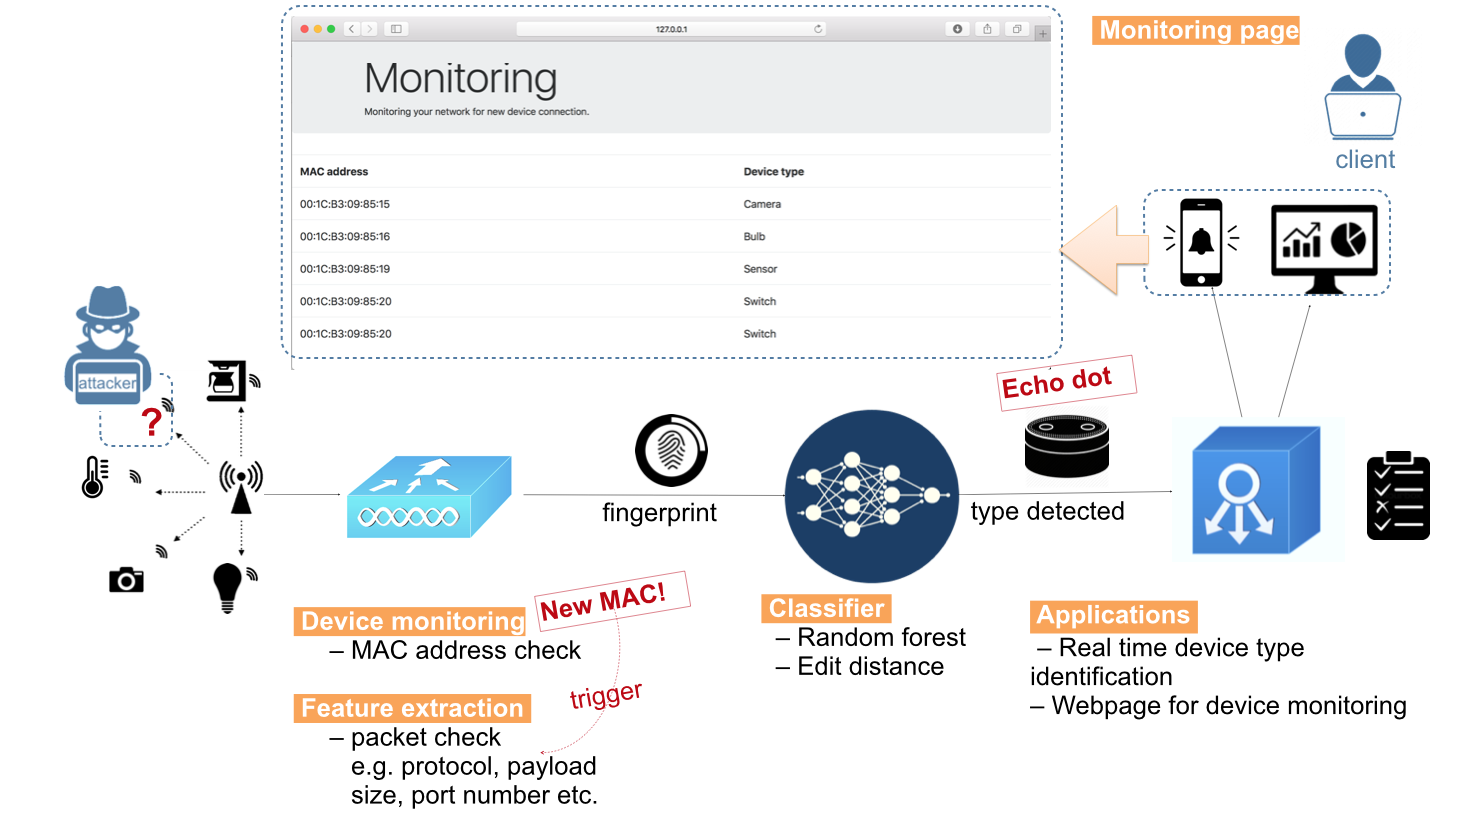 127.0.0.1
Monitoring page
Monitoring
Monitoring your network for new device connection.
client
MAC address Device type
00:1C:B3:09:85:15 Camera
00:1C:B3:09:85:16 Bulb
00:1C:B3:09:85:19 Sensor
00:1C:B3:09:85:20 Switch
00:1C:B3:09:85:20 Switch
attacker
?
Echo dot
fingerprint
type detected
New MAC!
Device monitoring
– MAC address check
trigger
Feature extraction
– packet check
e.g. protocol, payload
size, port number etc.
Classifier
– Random forest
– Edit distance
Applications
– Real time device type
identification
– Webpage for device monitoring